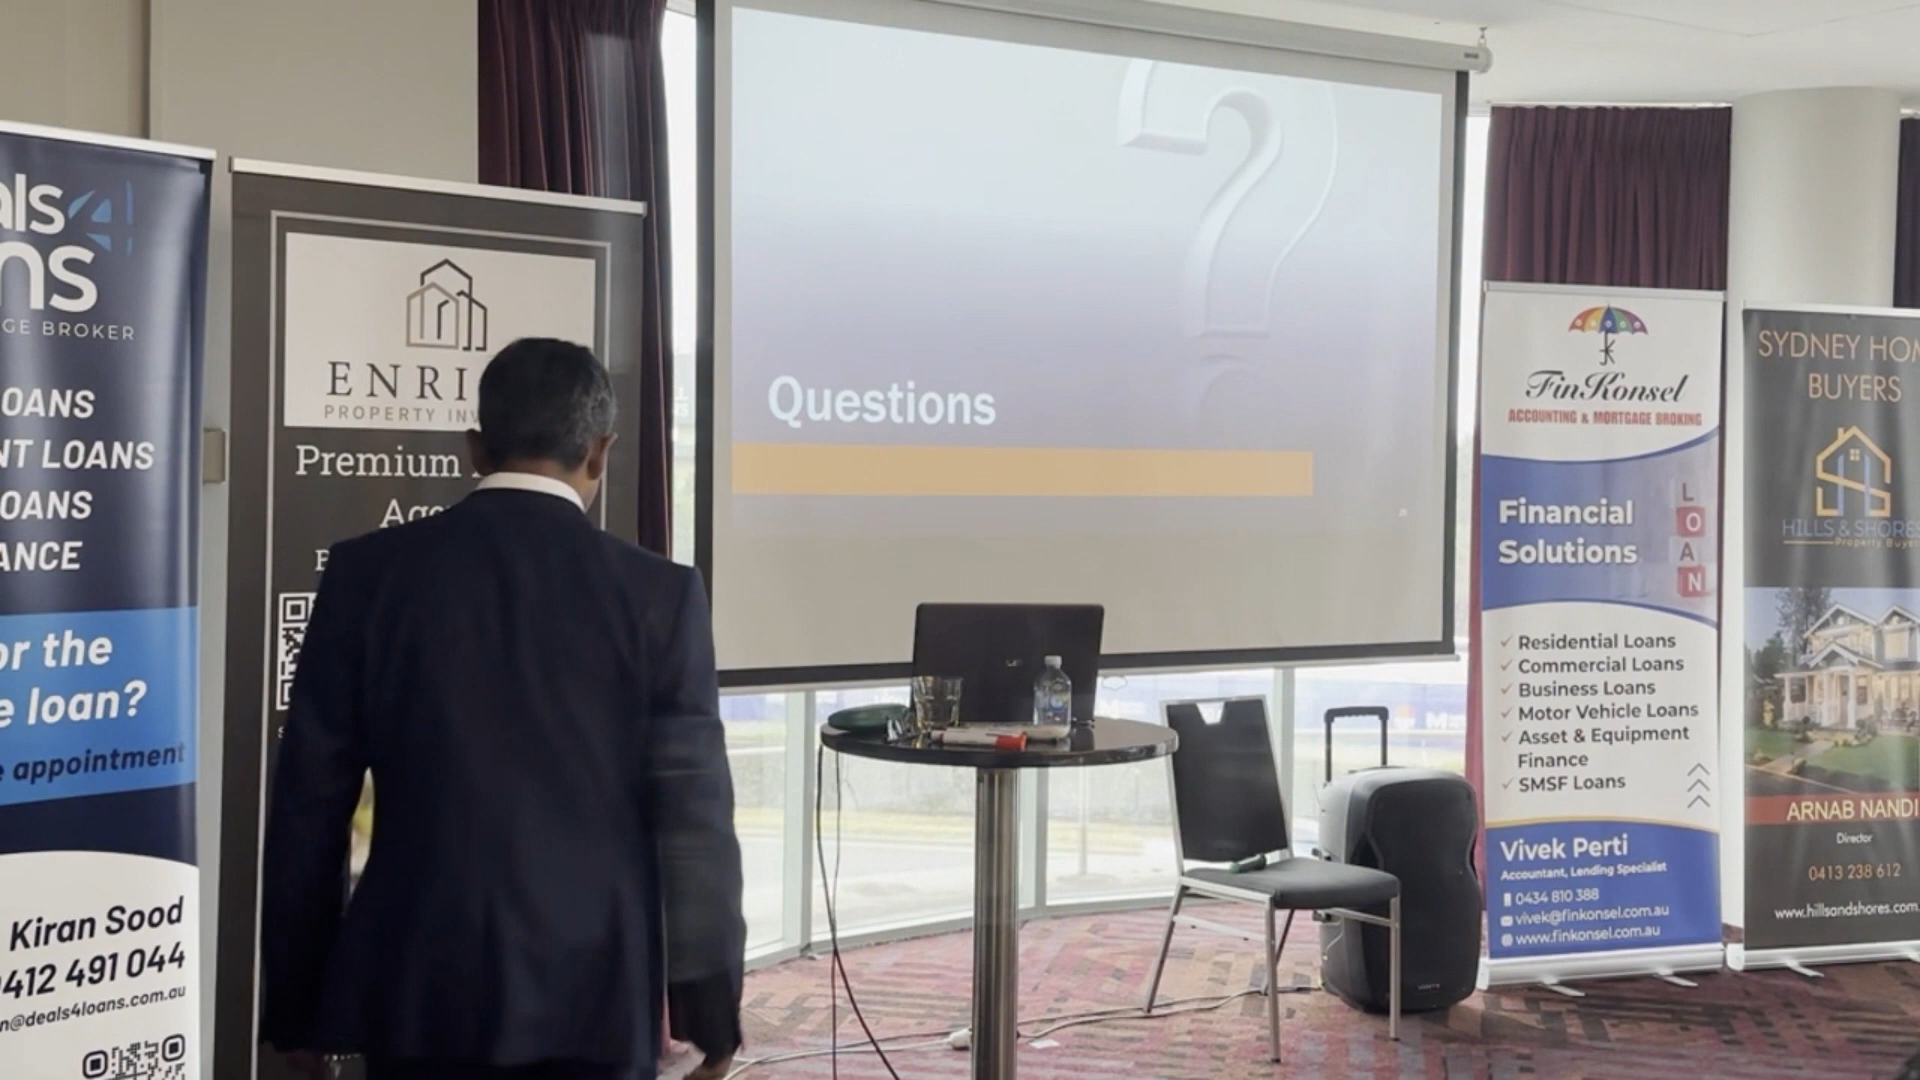 als4
ns
GE BROKER
OANS
NT LOANS
OANS
ANCE
or the
e loan?
e appointment
Kiran Sood
0412 491 044
n@deals4loans.com.au
ENRI
PROPERTY INV
Premium
Age
Questions
FinKonsel
ACCOUNTING & MORTGAGE BROKING
Financial
Solutions
LOAN
Residential Loans
Commercial Loans
Business Loans
Motor Vehicle Loans
Asset & Equipment
Finance
SMSF Loans
Vivek Perti
Accountant, Lending Specialist
0434 810 388
vivek@finkonsel.com.au
www.finkonsel.com.au
SYDNEY HOM
BUYERS
HILLS & SHORES
Property Buyer
ARNAB NANDI
Director
0413 238 612
www.hillsandshores.com.